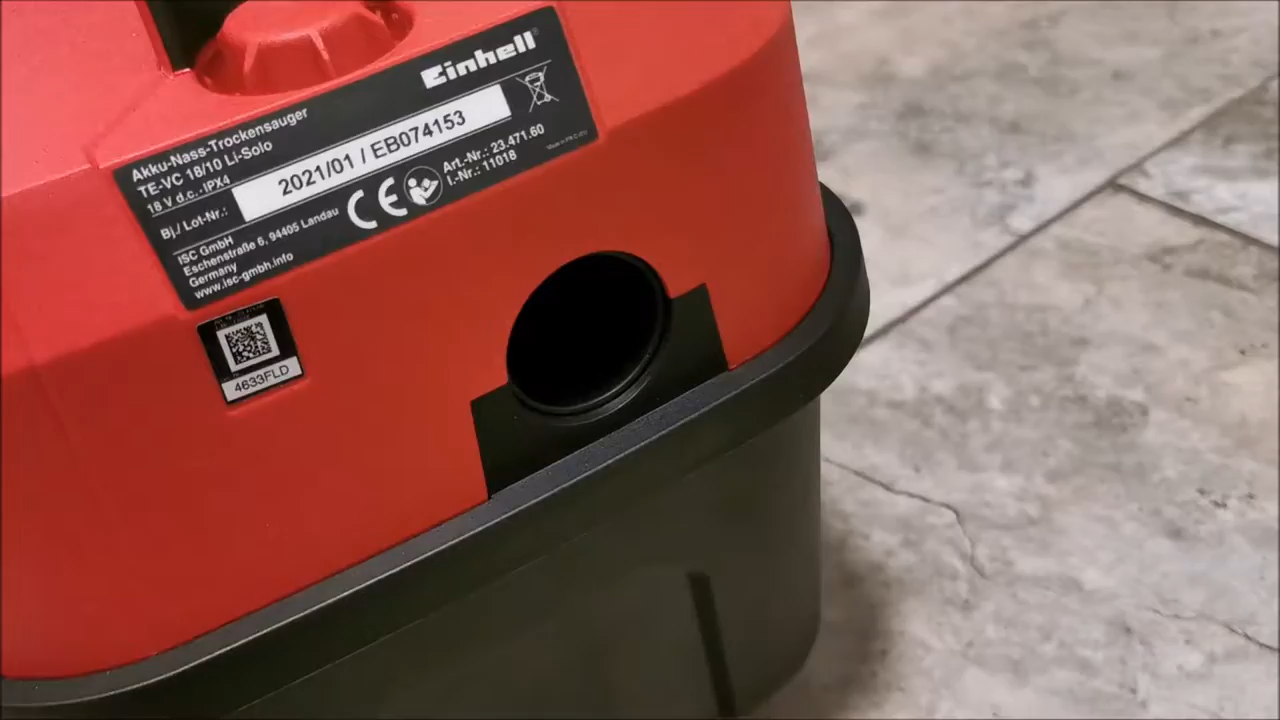 Einhell®
Akku-Nass-Trockensauger
TE-VC 18/10 Li-Solo
18 V d.c. · IPX4
Bj./ Lot-Nr.:
2021/01 / EB074153
Art.-Nr.: 23.471.60
I.-Nr.: 11018
CE
ISC GmbH
Eschenstraße 6, 94405 Landau
Germany
www.isc-gmbh.info
4633FLD